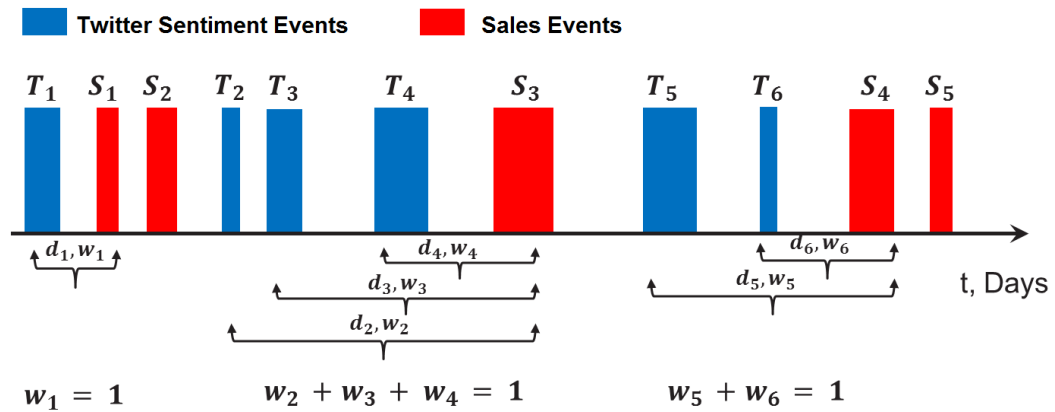 Twitter Sentiment Events Sales Events
T₁ S₁ S₂ T₂ T₃ T₄ S₃ T₅ T₆ S₄ S₅
d₁,w₁ d₄,w₄ d₆,w₆
d₃,w₃ d₅,w₅ t, Days
d₂,w₂
w₁ = 1 w₂ + w₃ + w₄ = 1 w₅ + w₆ = 1